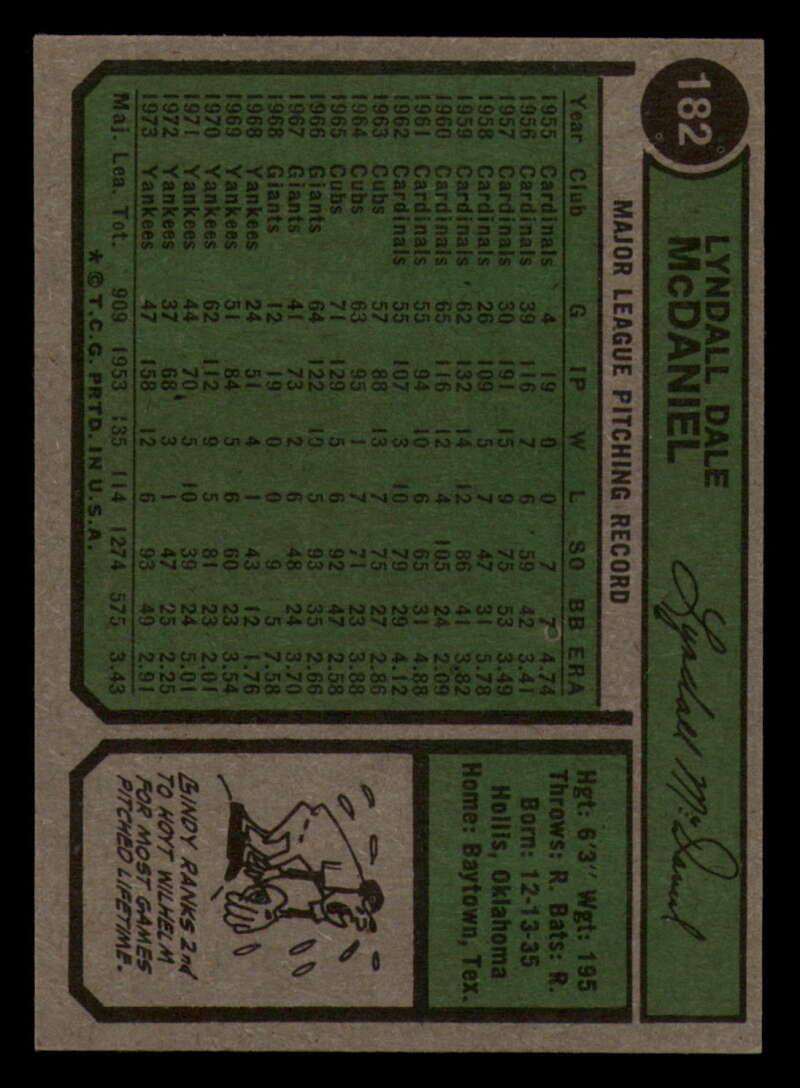 182
LYNDALL DALE
McDANIEL
Lyndall McDaniel
MAJOR LEAGUE PITCHING RECORD
Year Club G IP W L SO BB ERA
1955 Cardinals 4 19 0 0 7 7 4.74
1956 Cardinals 39 116 7 6 59 42 3.41
1957 Cardinals 30 191 15 9 75 53 3.49
1958 Cardinals 26 109 5 7 47 31 5.78
1959 Cardinals 62 132 14 12 86 41 3.82
1960 Cardinals 65 116 12 4 105 24 2.09
1961 Cardinals 55 94 10 6 65 31 4.88
1962 Cardinals 55 107 3 10 79 29 4.12
1963 Cubs 57 88 13 7 75 27 2.86
1964 Cubs 63 95 1 7 71 23 3.88
1965 Cubs 71 129 5 6 92 47 2.58
1966 Giants 64 122 10 5 93 35 2.66
1967 Giants 41 73 2 6 48 24 3.70
1968 Giants 12 19 0 0 9 5 7.58
1968 Yankees 24 51 4 1 43 12 1.76
1969 Yankees 51 84 5 6 60 23 3.54
1970 Yankees 62 112 9 5 81 23 2.01
1971 Yankees 44 70 5 10 39 24 5.01
1972 Yankees 37 68 3 1 47 25 2.25
1973 Yankees 47 158 12 6 93 49 2.91
Maj. Lea. Tot. 909 1953 135 114 1274 575 3.43
* © T.C.G. PRTD. IN U.S.A.
Hgt: 6'3" Wgt: 195
Throws: R. Bats: R.
Born: 12-13-35
Hollis, Oklahoma
Home: Baytown, Tex.
LINDY RANKS 2nd
TO HOYT WILHELM
FOR MOST GAMES
PITCHED LIFETIME.